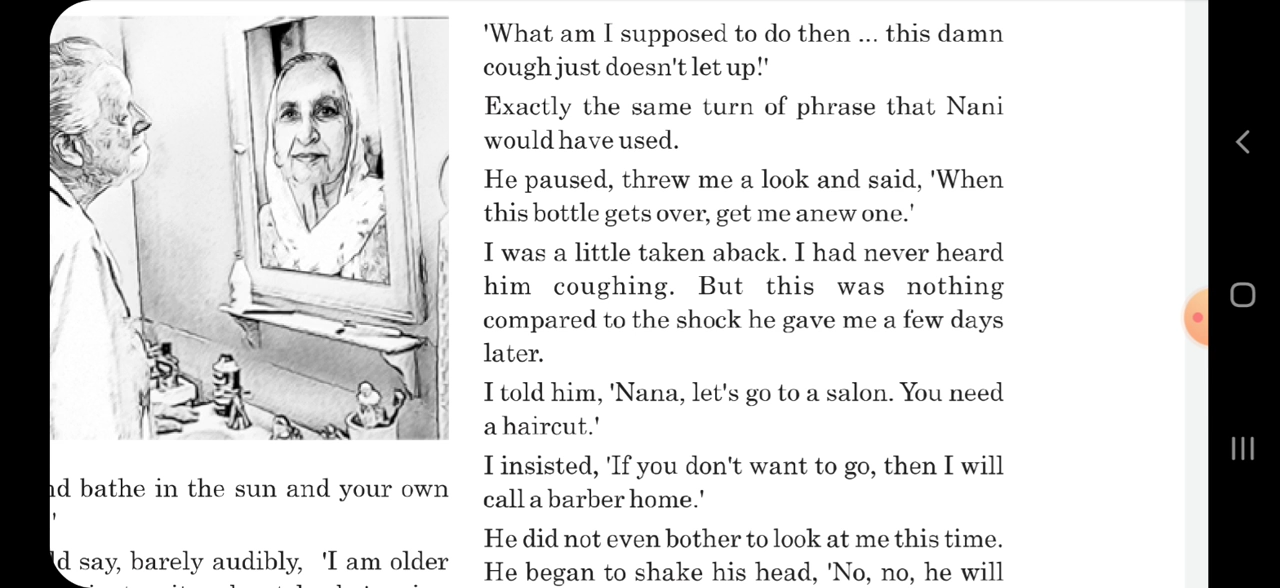 nd bathe in the sun and your own
'
d say, barely audibly, 'I am older
'What am I supposed to do then ... this damn
cough just doesn't let up!'
Exactly the same turn of phrase that Nani
would have used.
He paused, threw me a look and said, 'When
this bottle gets over, get me anew one.'
I was a little taken aback. I had never heard
him coughing. But this was nothing
compared to the shock he gave me a few days
later.
I told him, 'Nana, let's go to a salon. You need
a haircut.'
I insisted, 'If you don't want to go, then I will
call a barber home.'
He did not even bother to look at me this time.
He began to shake his head, 'No, no, he will